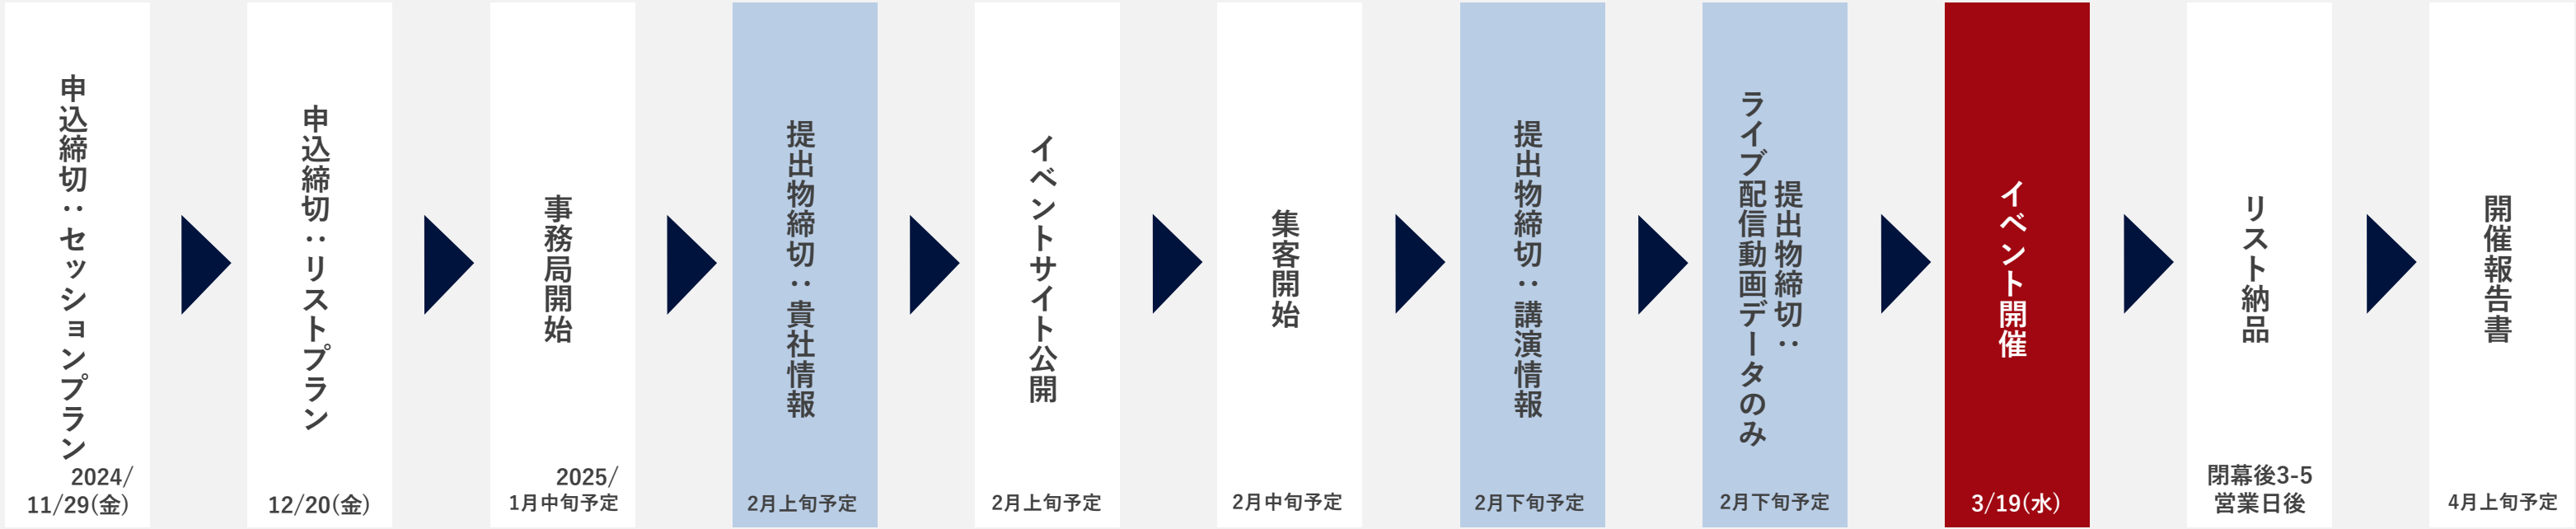 申込締切：セッションプラン
2024/
11/29(金)
申込締切：リストプラン
12/20(金)
事務局開始
2025/
1月中旬予定
提出物締切：貴社情報
2月上旬予定
イベントサイト公開
2月上旬予定
集客開始
2月中旬予定
提出物締切：講演情報
2月下旬予定
提出物締切：
ライブ配信動画データのみ
2月下旬予定
イベント開催
3/19(水)
リスト納品
閉幕後3-5
営業日後
開催報告書
4月上旬予定